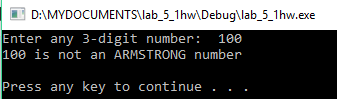 D:\MYDOCUMENTS\lab_5_1hw\Debug\lab_5_1hw.exe
Enter any 3-digit number:  100
100 is not an ARMSTRONG number
Press any key to continue . . .